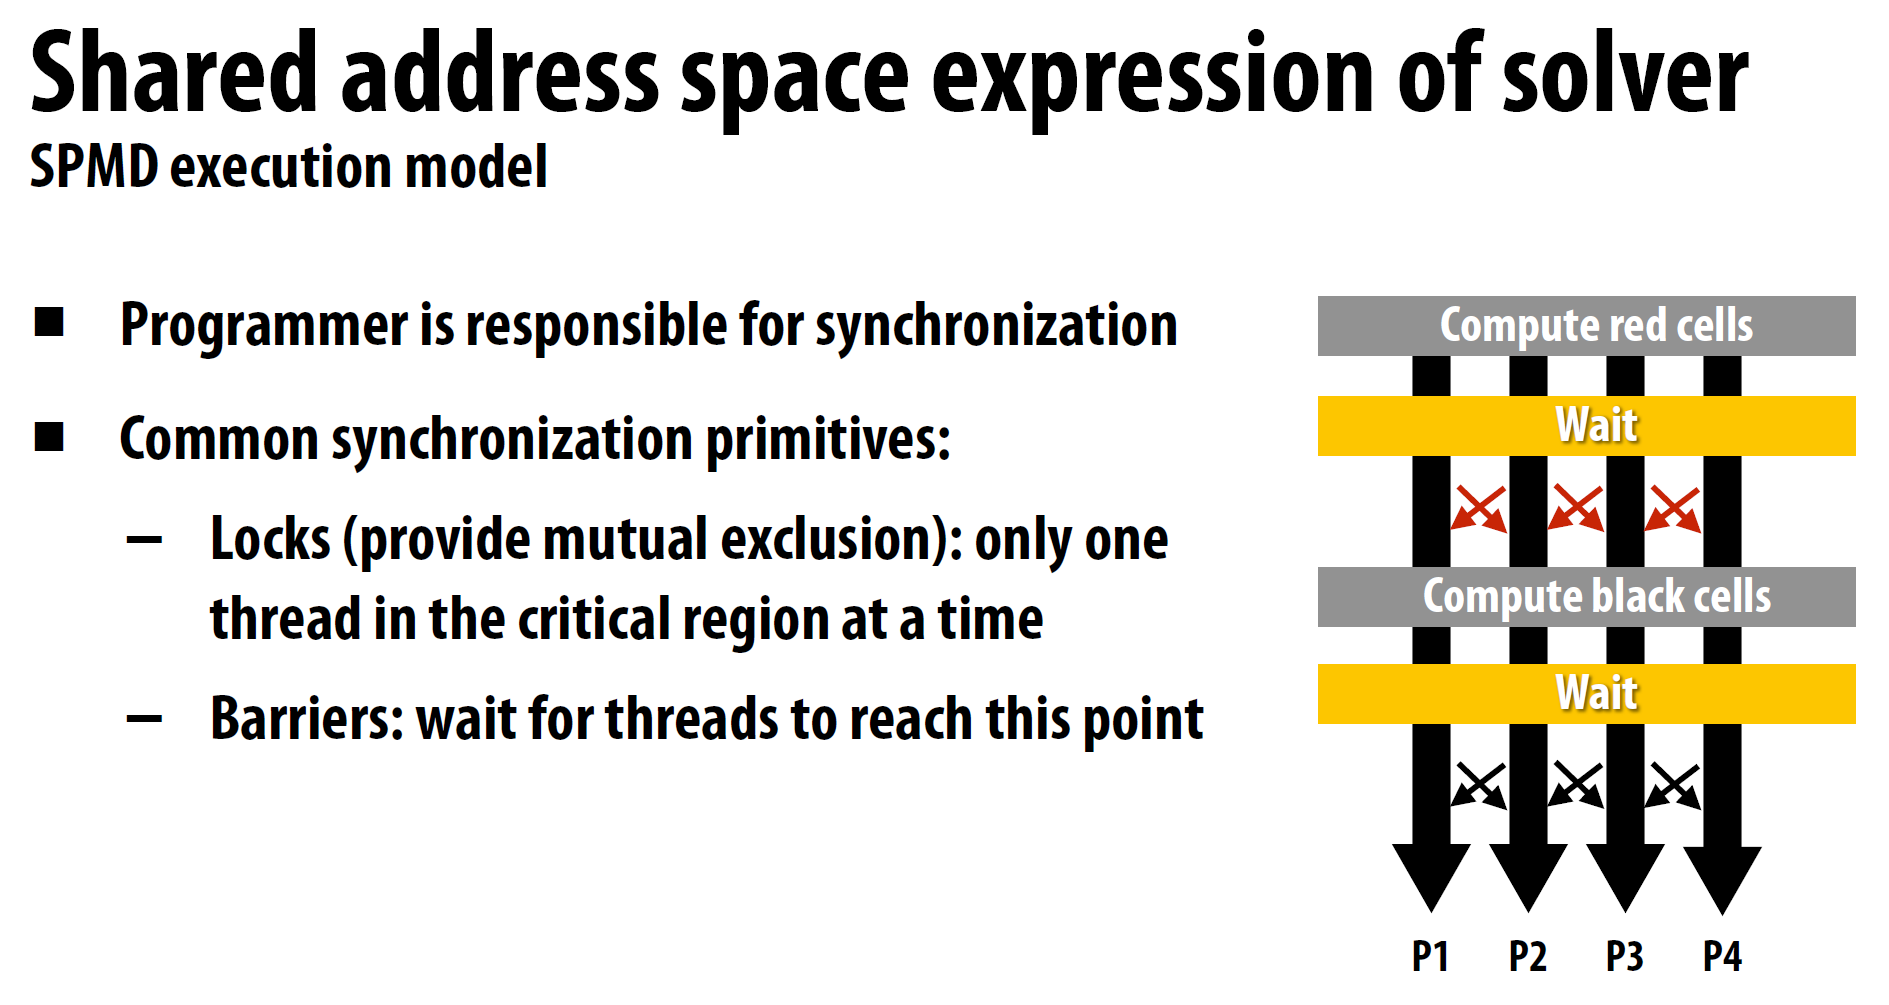 Shared address space expression of solver
SPMD execution model
■ Programmer is responsible for synchronization
■ Common synchronization primitives:
– Locks (provide mutual exclusion): only one
thread in the critical region at a time
– Barriers: wait for threads to reach this point
Compute red cells
Wait
Compute black cells
Wait
P1 P2 P3 P4